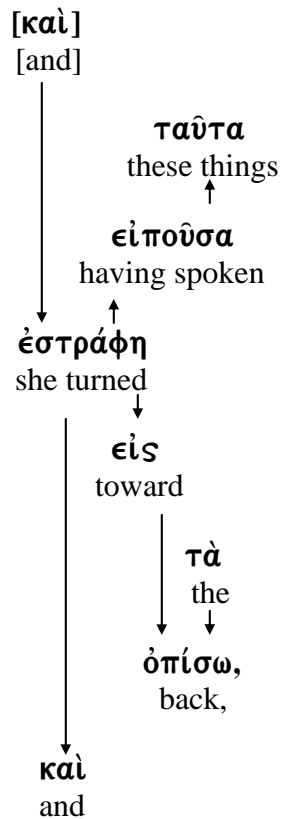 [καὶ]
[and]
ταῦτα
these things
εἰποῦσα
having spoken
ἐστράφη
she turned
εἰς
toward
τὰ
the
ὀπίσω,
back,
καὶ
and